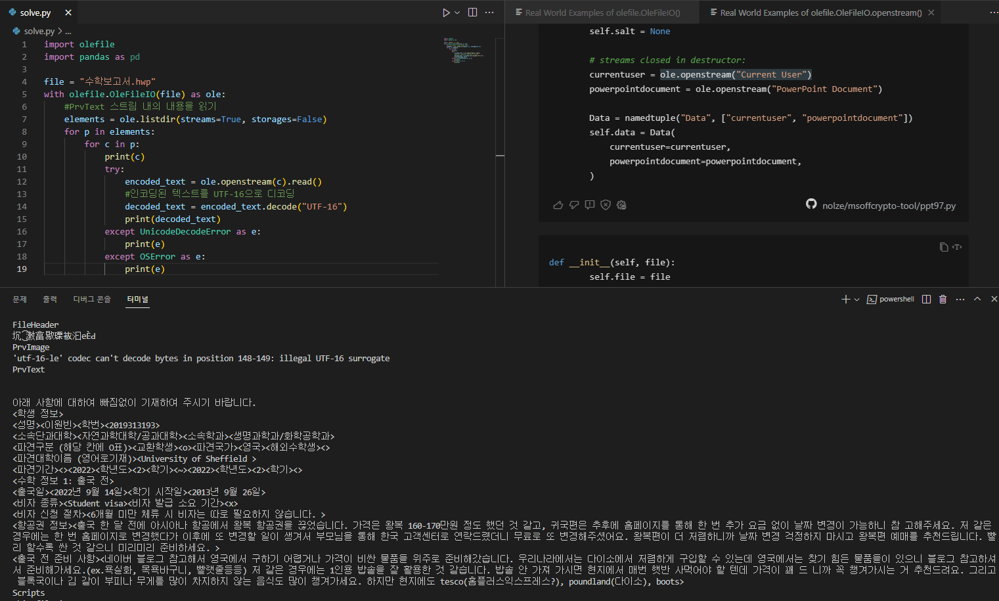 solve.py
Real World Examples of olefile.OleFileIO()
Real World Examples of olefile.OleFileIO.openstream()
solve.py > ...
1 import olefile
2 import pandas as pd
3
4 file = "수학보고서.hwp"
5 with olefile.OleFileIO(file) as ole:
6 #PrvText 스트림 내의 내용을 읽기
7 elements = ole.listdir(streams=True, storages=False)
8 for p in elements:
9 for c in p:
10 print(c)
11 try:
12 encoded_text = ole.openstream(c).read()
13 #인코딩된 텍스트를 UTF-16으로 디코딩
14 decoded_text = encoded_text.decode("UTF-16")
15 print(decoded_text)
16 except UnicodeDecodeError as e:
17 print(e)
18 except OSError as e:
19 print(e)
self.salt = None
# streams closed in destructor:
currentuser = ole.openstream("Current User")
powerpointdocument = ole.openstream("PowerPoint Document")
Data = namedtuple("Data", ["currentuser", "powerpointdocument"])
self.data = Data(
currentuser=currentuser,
powerpointdocument=powerpointdocument,
)
nolze/msoffcrypto-tool/ppt97.py
def __init__(self, file):
self.file = file
문제 출력 디버그 콘솔 터미널
powershell
FileHeader
PrvImage
'utf-16-le' codec can't decode bytes in position 148-149: illegal UTF-16 surrogate
PrvText
아래 사항에 대하여 빠짐없이 기재하여 주시기 바랍니다.
<학생 정보>
<성명><이원빈><학번><2019313193>
<소속단과대학><자연과학대학/공과대학><소속학과><생명과학과/화학공학과>
<파견구분 (해당 칸에 O표)><교환학생><o><파견국가><영국><해외수학생><>
<파견대학이름 (영어로기재)><University of Sheffield >
<파견기간><><2022><학년도><2><학기><~><2022><학년도><2><학기><>
<수학 정보 1: 출국 전>
<출국일><2022년 9월 14일><학기 시작일><2013년 9월 26일>
<비자 종류><Student visa><비자 발급 소요 기간><x>
<비자 신청 절차><6개월 미만 체류 시 비자는 따로 필요하지 않습니다. >
<항공권 정보><출국 한 달 전에 아시아나 항공에서 왕복 항공권을 끊었습니다. 가격은 왕복 160-170만원 정도 했던 것 같고, 귀국편은 추후에 홈페이지를 통해 한 번 추가 요금 없이 날짜 변경이 가능하니 참 고해주세요. 저 같은
경우에는 한 번 홈페이지로 변경했다가 이후에 또 변경할 일이 생겨서 부모님을 통해 한국 고객센터로 연락드렸더니 무료로 또 변경해주셨어요. 왕복편이 더 저렴하니까 날짜 변경 걱정하지 마시고 왕복편 예매를 추천드립니다. 빨
리 할수록 싼 것 같으니 미리미리 준비하세요. >
<출국 전 준비 사항><네이버 블로그 참고해서 영국에서 구하기 어렵거나 가격이 비싼 물품들 위주로 준비해갔습니다. 우리나라에서는 다이소에서 저렴하게 구입할 수 있는데 영국에서는 찾기 힘든 물품들이 있으니 블로그 참고하셔
서 준비해가세요.(ex.욕실화, 목욕바구니, 빨랫줄등등) 저 같은 경우에는 1인용 밥솥을 잘 활용한 것 같습니다. 밥솥 안 가져 가시면 현지에서 매번 햇반 사먹어야 할 텐데 가격이 꽤 드 니까 꼭 챙겨가시는 거 추천드려요. 그리고
블록국이나 김 같이 부피나 무게를 많이 차지하지 않는 음식도 많이 챙겨가세요. 하지만 현지에도 tesco(홈플러스익스프레스?), poundland(다이소), boots>
Scripts